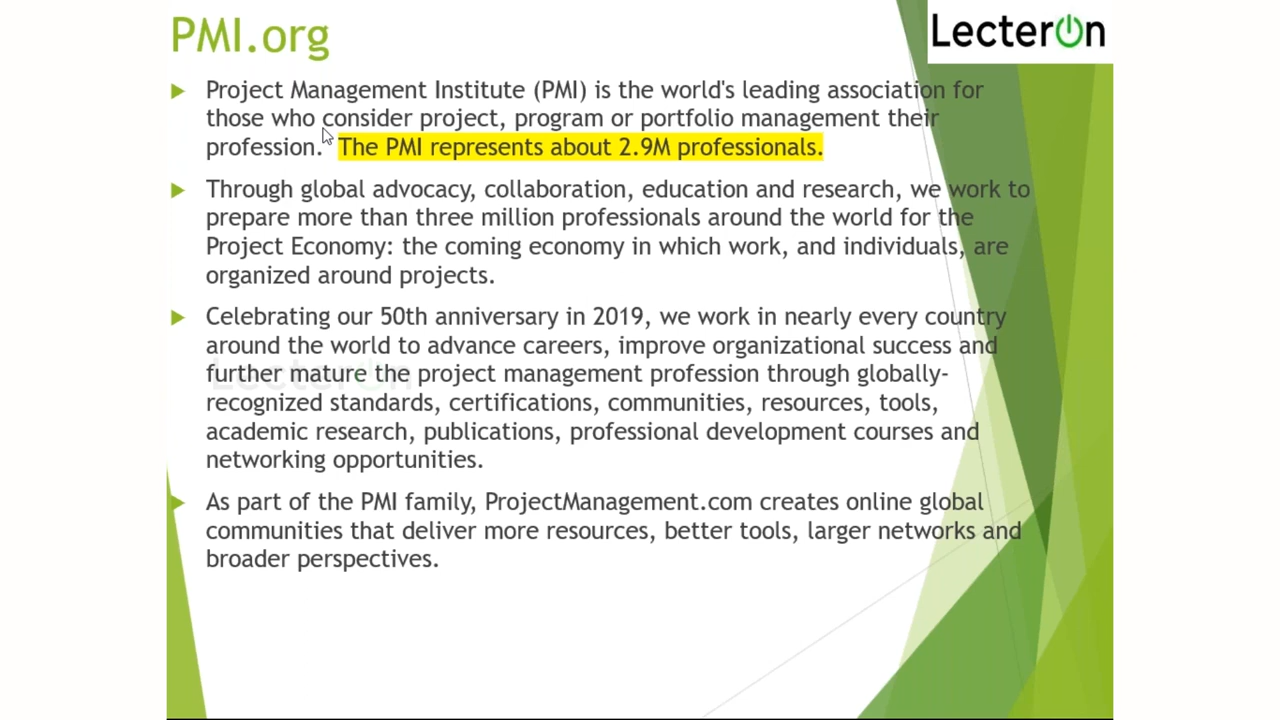 PMI.org
LecterOn
Project Management Institute (PMI) is the world's leading association for
those who consider project, program or portfolio management their
profession. The PMI represents about 2.9M professionals.
Through global advocacy, collaboration, education and research, we work to
prepare more than three million professionals around the world for the
Project Economy: the coming economy in which work, and individuals, are
organized around projects.
Celebrating our 50th anniversary in 2019, we work in nearly every country
around the world to advance careers, improve organizational success and
further mature the project management profession through globally-
recognized standards, certifications, communities, resources, tools,
academic research, publications, professional development courses and
networking opportunities.
LecterOn
As part of the PMI family, ProjectManagement.com creates online global
communities that deliver more resources, better tools, larger networks and
broader perspectives.